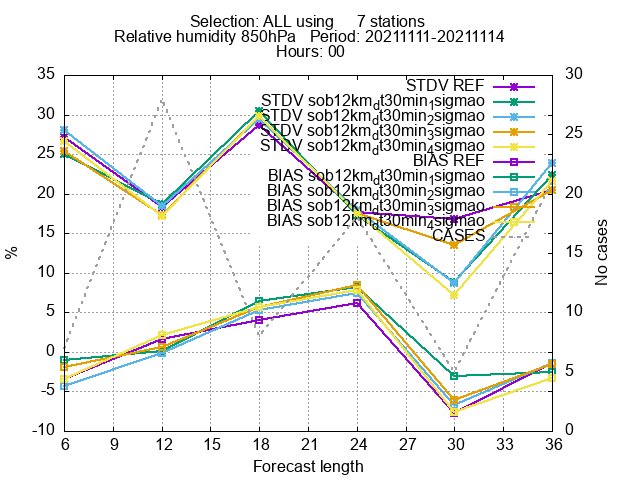 Selection: ALL using 7 stations
Relative humidity 850hPa Period: 20211111-20211114
Hours: 00
35 30
STDV REF
STDV sob12km_dt30min_1sigmao
STDV sob12km_dt30min_2sigmao
STDV sob12km_dt30min_3sigmao
STDV sob12km_dt30min_4sigmao
BIAS REF
BIAS sob12km_dt30min_1sigmao
BIAS sob12km_dt30min_2sigmao
BIAS sob12km_dt30min_3sigmao
BIAS sob12km_dt30min_4sigmao
CASES
30
25
20
15
10
5
0
-5
-10
%
25
20
15
10
5
0
No cases
6 9 12 15 18 21 24 27 30 33 36
Forecast length